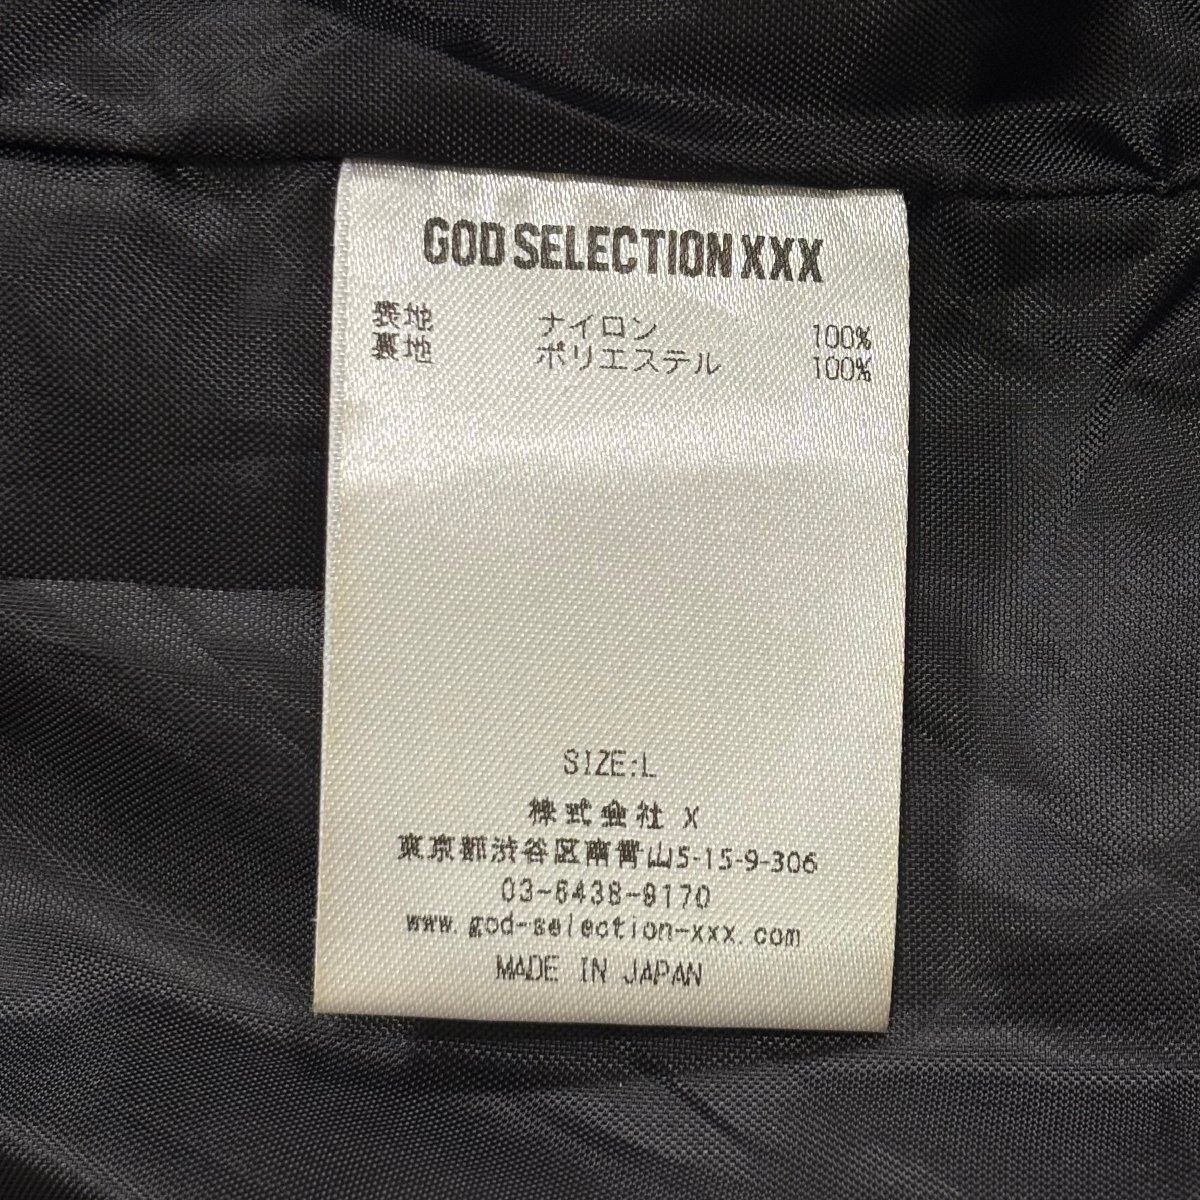 GOD SELECTION XXX
表地 ナイロン 100%
裏地 ポリエステル 100%
SIZE:L
株式会社 X
東京都渋谷区南青山5-15-9-306
03-6438-9170
www.god-selection-xxx.com
MADE IN JAPAN